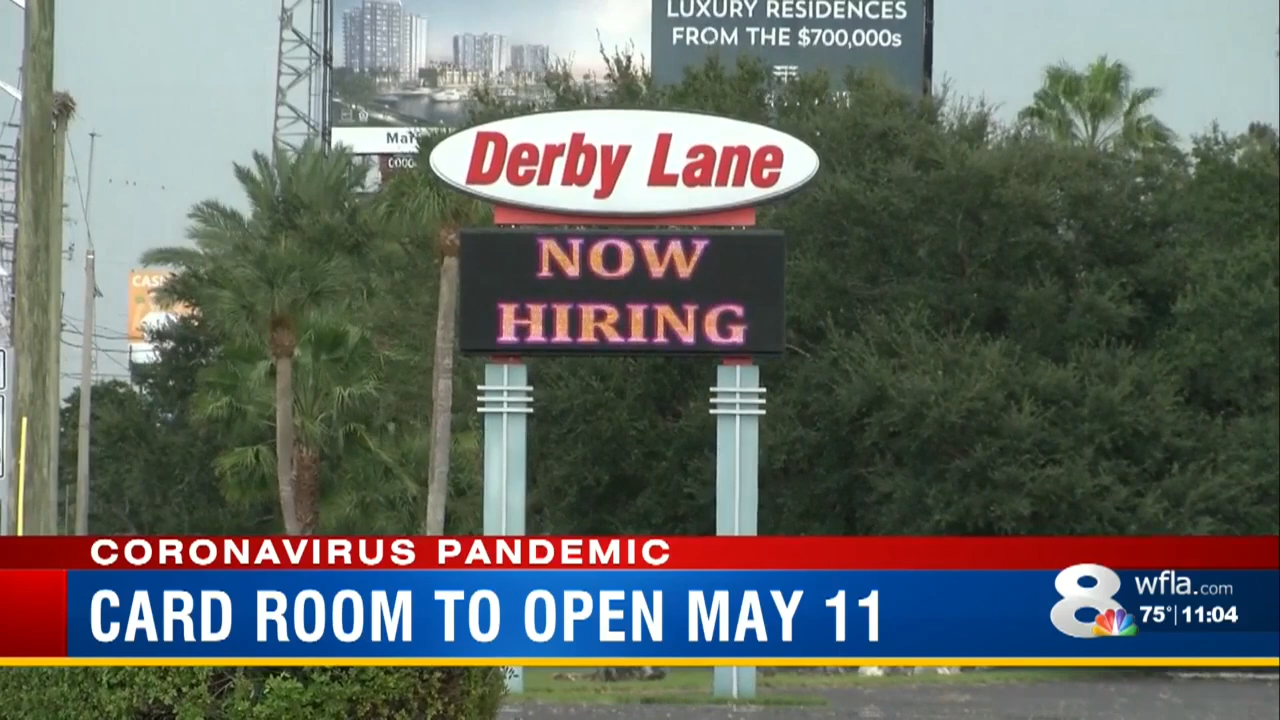 LUXURY RESIDENCES
FROM THE $700,000s
Derby Lane
NOW
HIRING
CORONAVIRUS PANDEMIC
CARD ROOM TO OPEN MAY 11
8 wfla.com
75° 11:04